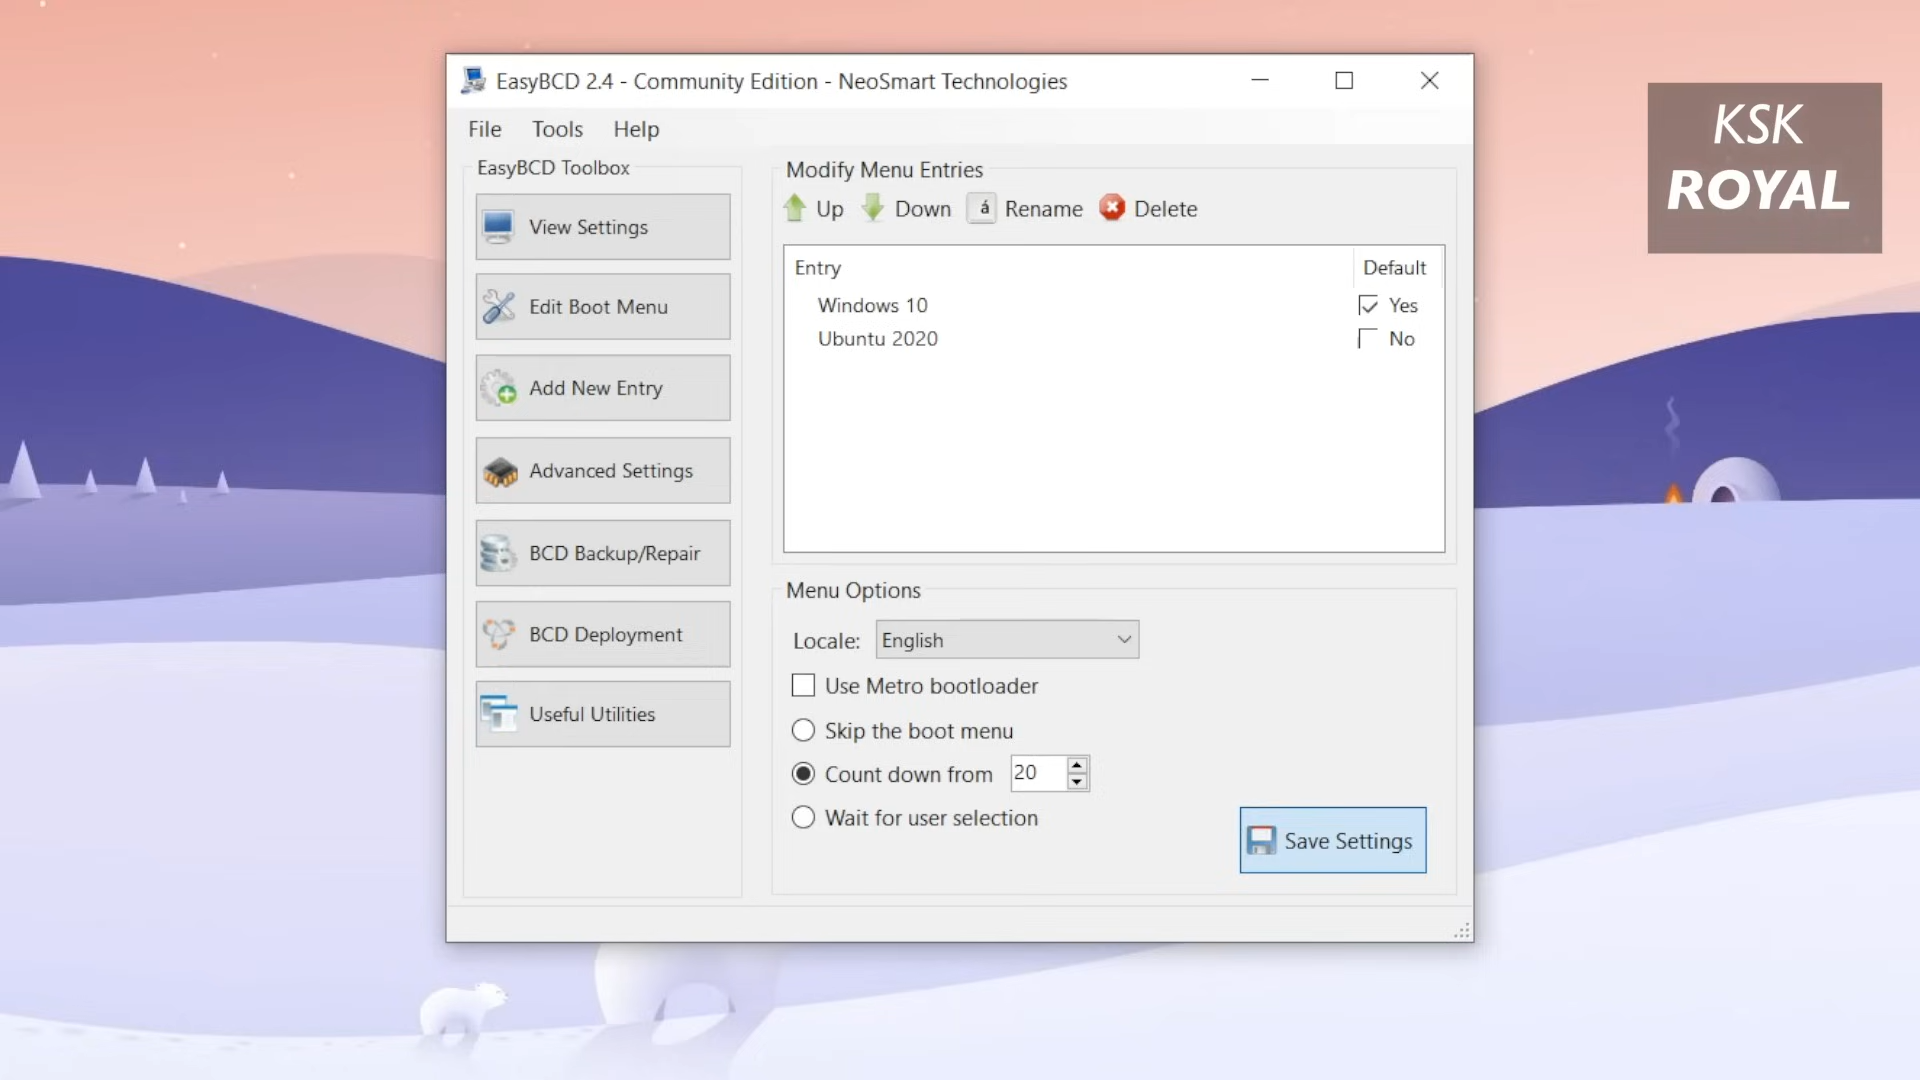 EasyBCD 2.4 - Community Edition - NeoSmart Technologies
KSK
ROYAL
File Tools Help
EasyBCD Toolbox
View Settings
Edit Boot Menu
Add New Entry
Advanced Settings
BCD Backup/Repair
BCD Deployment
Useful Utilities
Modify Menu Entries
Up Down á Rename Delete
Entry Default
Windows 10 Yes
Ubuntu 2020 No
Menu Options
Locale: English
Use Metro bootloader
Skip the boot menu
Count down from 20
Wait for user selection
Save Settings